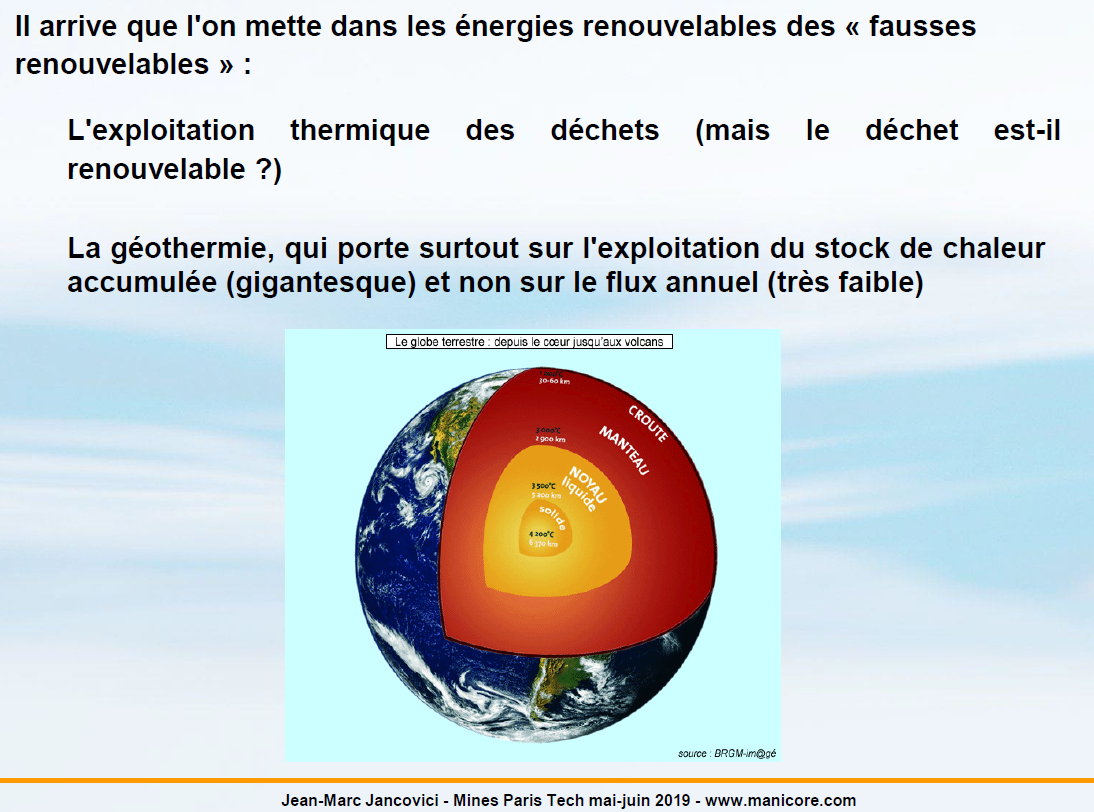 Il arrive que l'on mette dans les énergies renouvelables des « fausses
renouvelables » :
L'exploitation thermique des déchets (mais le déchet est-il
renouvelable ?)
La géothermie, qui porte surtout sur l'exploitation du stock de chaleur
accumulée (gigantesque) et non sur le flux annuel (très faible)
Le globe terrestre : depuis le cœur jusqu'aux volcans
30-60 km
CROUTE
MANTEAU
3 000°C
2 900 km
NOYAU
liquide
3 500°C
5 200 km
solide
4 200°C
6 370 km
source : BRGM-im@gé
Jean-Marc Jancovici - Mines Paris Tech mai-juin 2019 - www.manicore.com